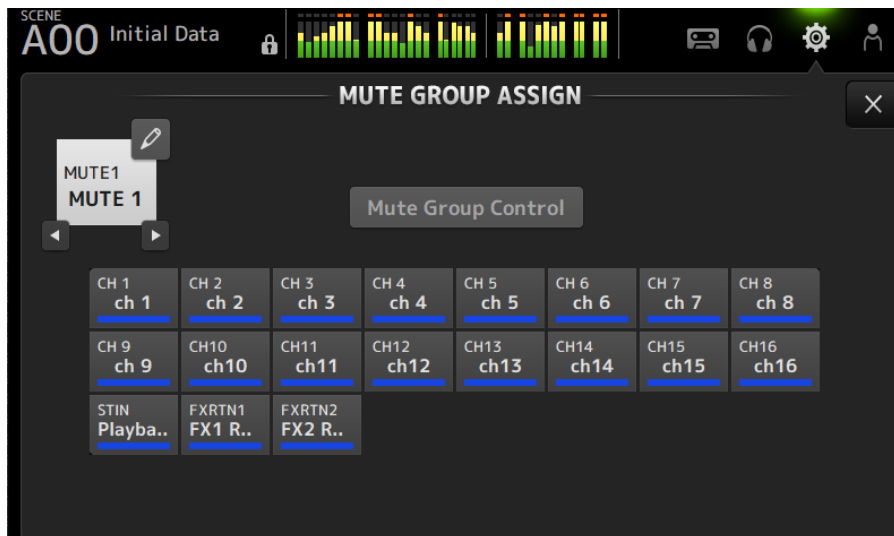 SCENE
A00 Initial Data
MUTE GROUP ASSIGN
MUTE1
MUTE 1
Mute Group Control
CH 1 CH 2 CH 3 CH 4 CH 5 CH 6 CH 7 CH 8
ch 1 ch 2 ch 3 ch 4 ch 5 ch 6 ch 7 ch 8
CH 9 CH10 CH11 CH12 CH13 CH14 CH15 CH16
ch 9 ch10 ch11 ch12 ch13 ch14 ch15 ch16
STIN FXRTN1 FXRTN2
Playba.. FX1 R.. FX2 R..